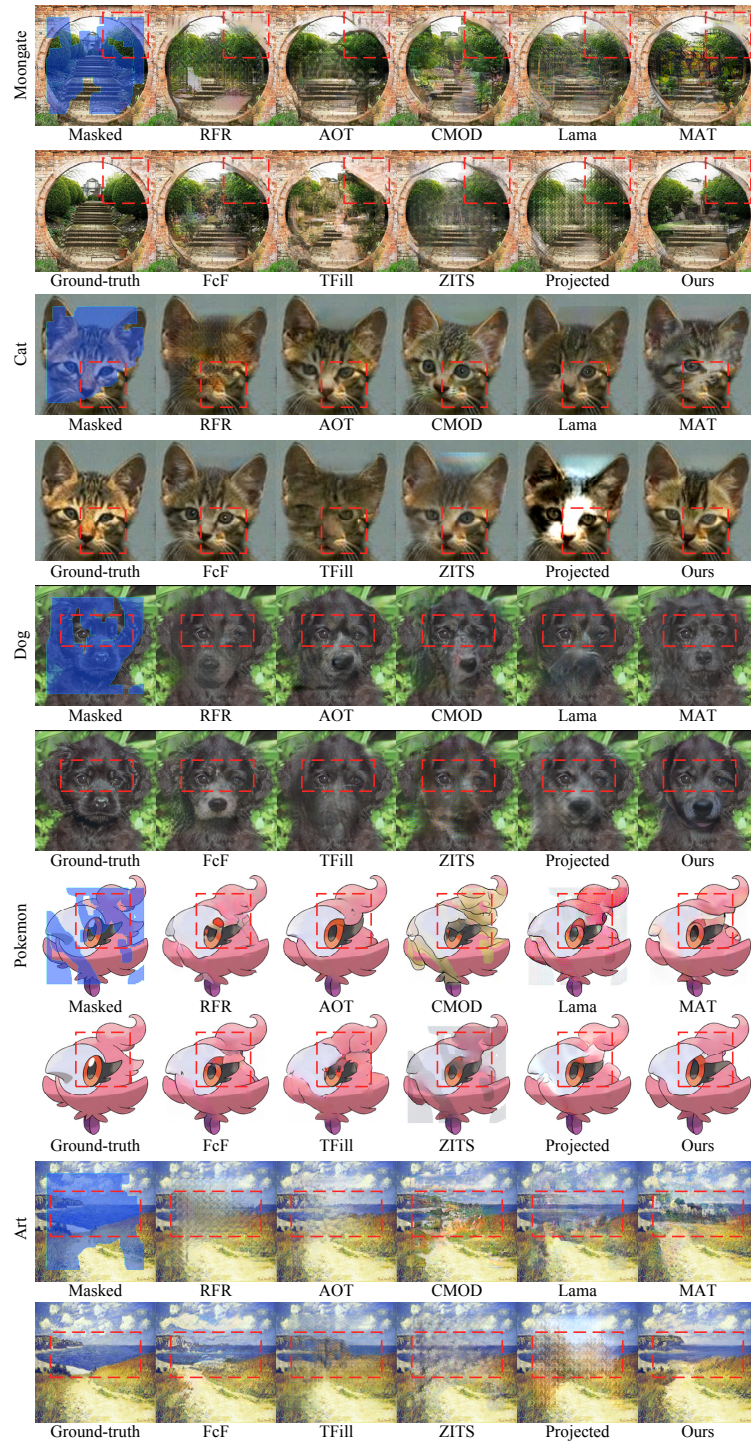 Moongate
Masked RFR AOT CMOD Lama MAT
Ground-truth FcF TFill ZITS Projected Ours
Cat
Masked RFR AOT CMOD Lama MAT
Ground-truth FcF TFill ZITS Projected Ours
Dog
Masked RFR AOT CMOD Lama MAT
Ground-truth FcF TFill ZITS Projected Ours
Pokemon
Masked RFR AOT CMOD Lama MAT
Ground-truth FcF TFill ZITS Projected Ours
Art
Masked RFR AOT CMOD Lama MAT
Ground-truth FcF TFill ZITS Projected Ours